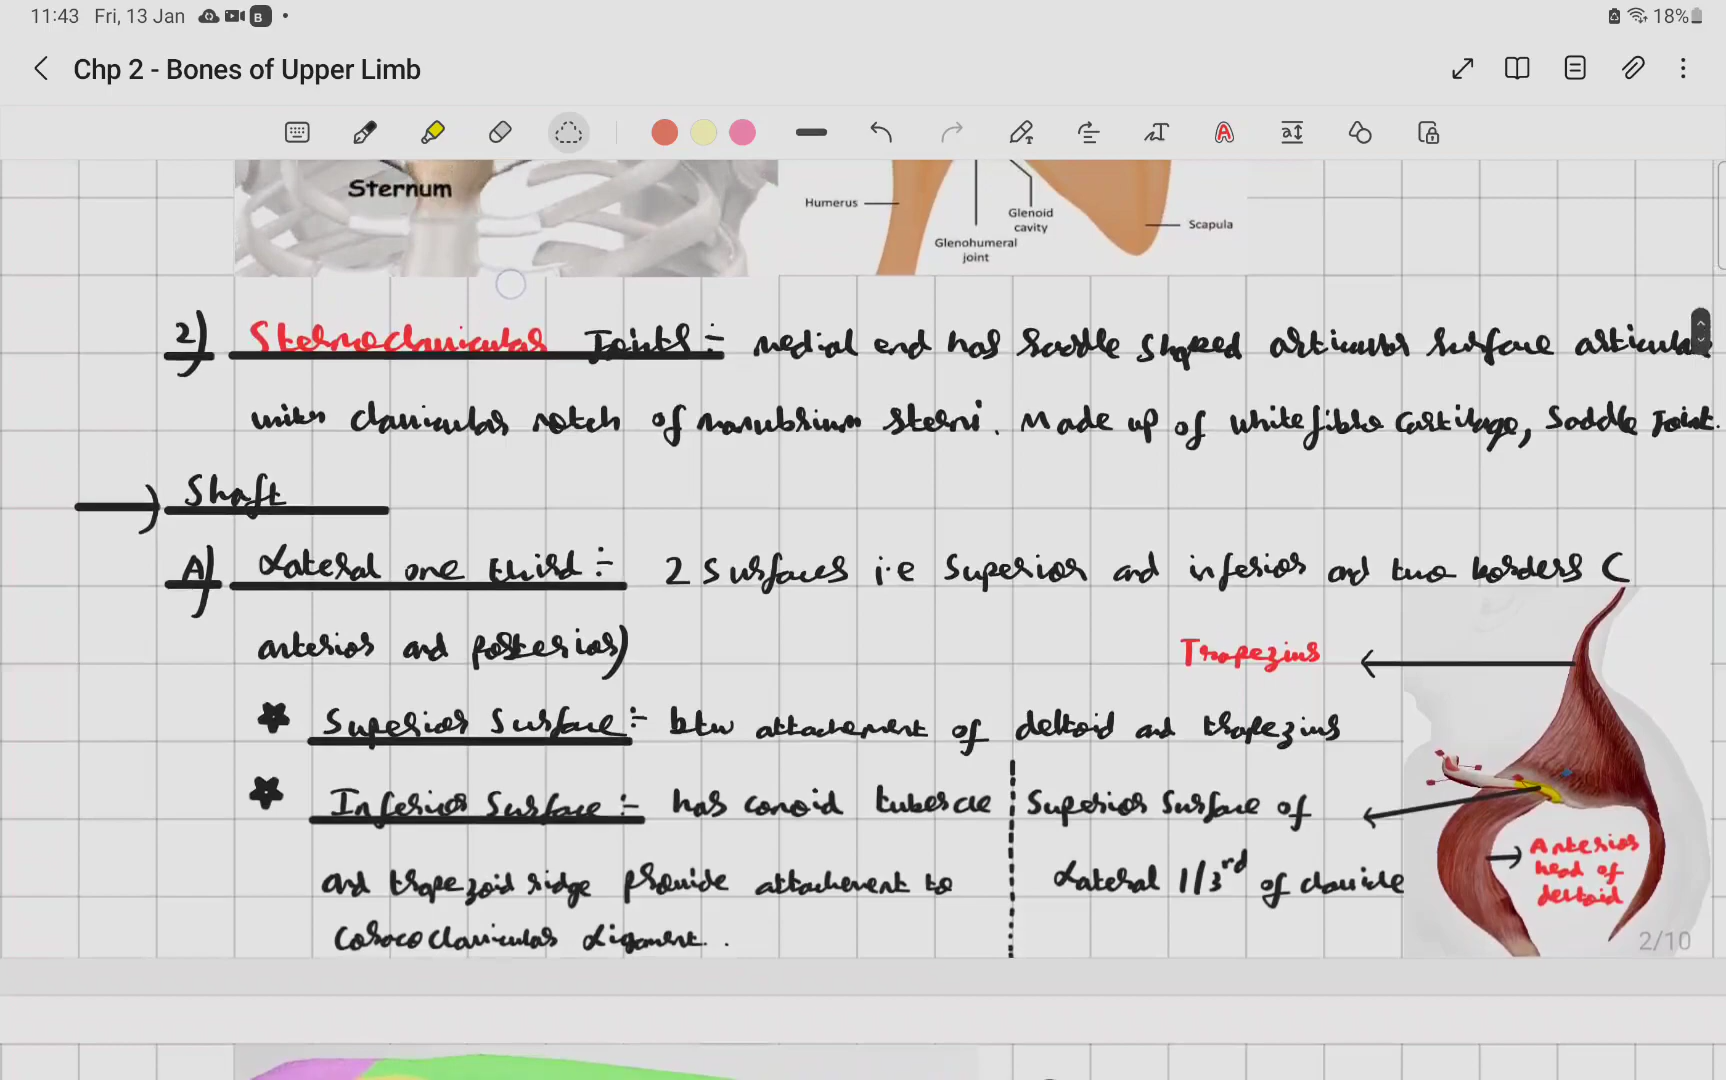 11:43 Fri, 13 Jan B 18%
Chp 2 - Bones of Upper Limb
Sternum
Humerus
Glenoid
cavity
Glenohumeral
joint
Scapula
2) Sternoclavicular Joints :- medial end has saddle shaped articular surface articular
with clavicular notch of manubrium sterni. Made up of white fibro cartilage, Saddle Joint.
Shaft
A) Lateral one third :- 2 surfaces i.e superior and inferior and two borders (
anterior and posterior)
Trapezius
Superior surface :- btw attachement of deltoid and trapezius
Inferior surface :- has conoid tubercle
and trapezoid ridge provide attachement to
Coracoclavicular ligament..
Superior surface of
Lateral 1/3rd of clavicle
Anterior
head of
deltoid
2/10